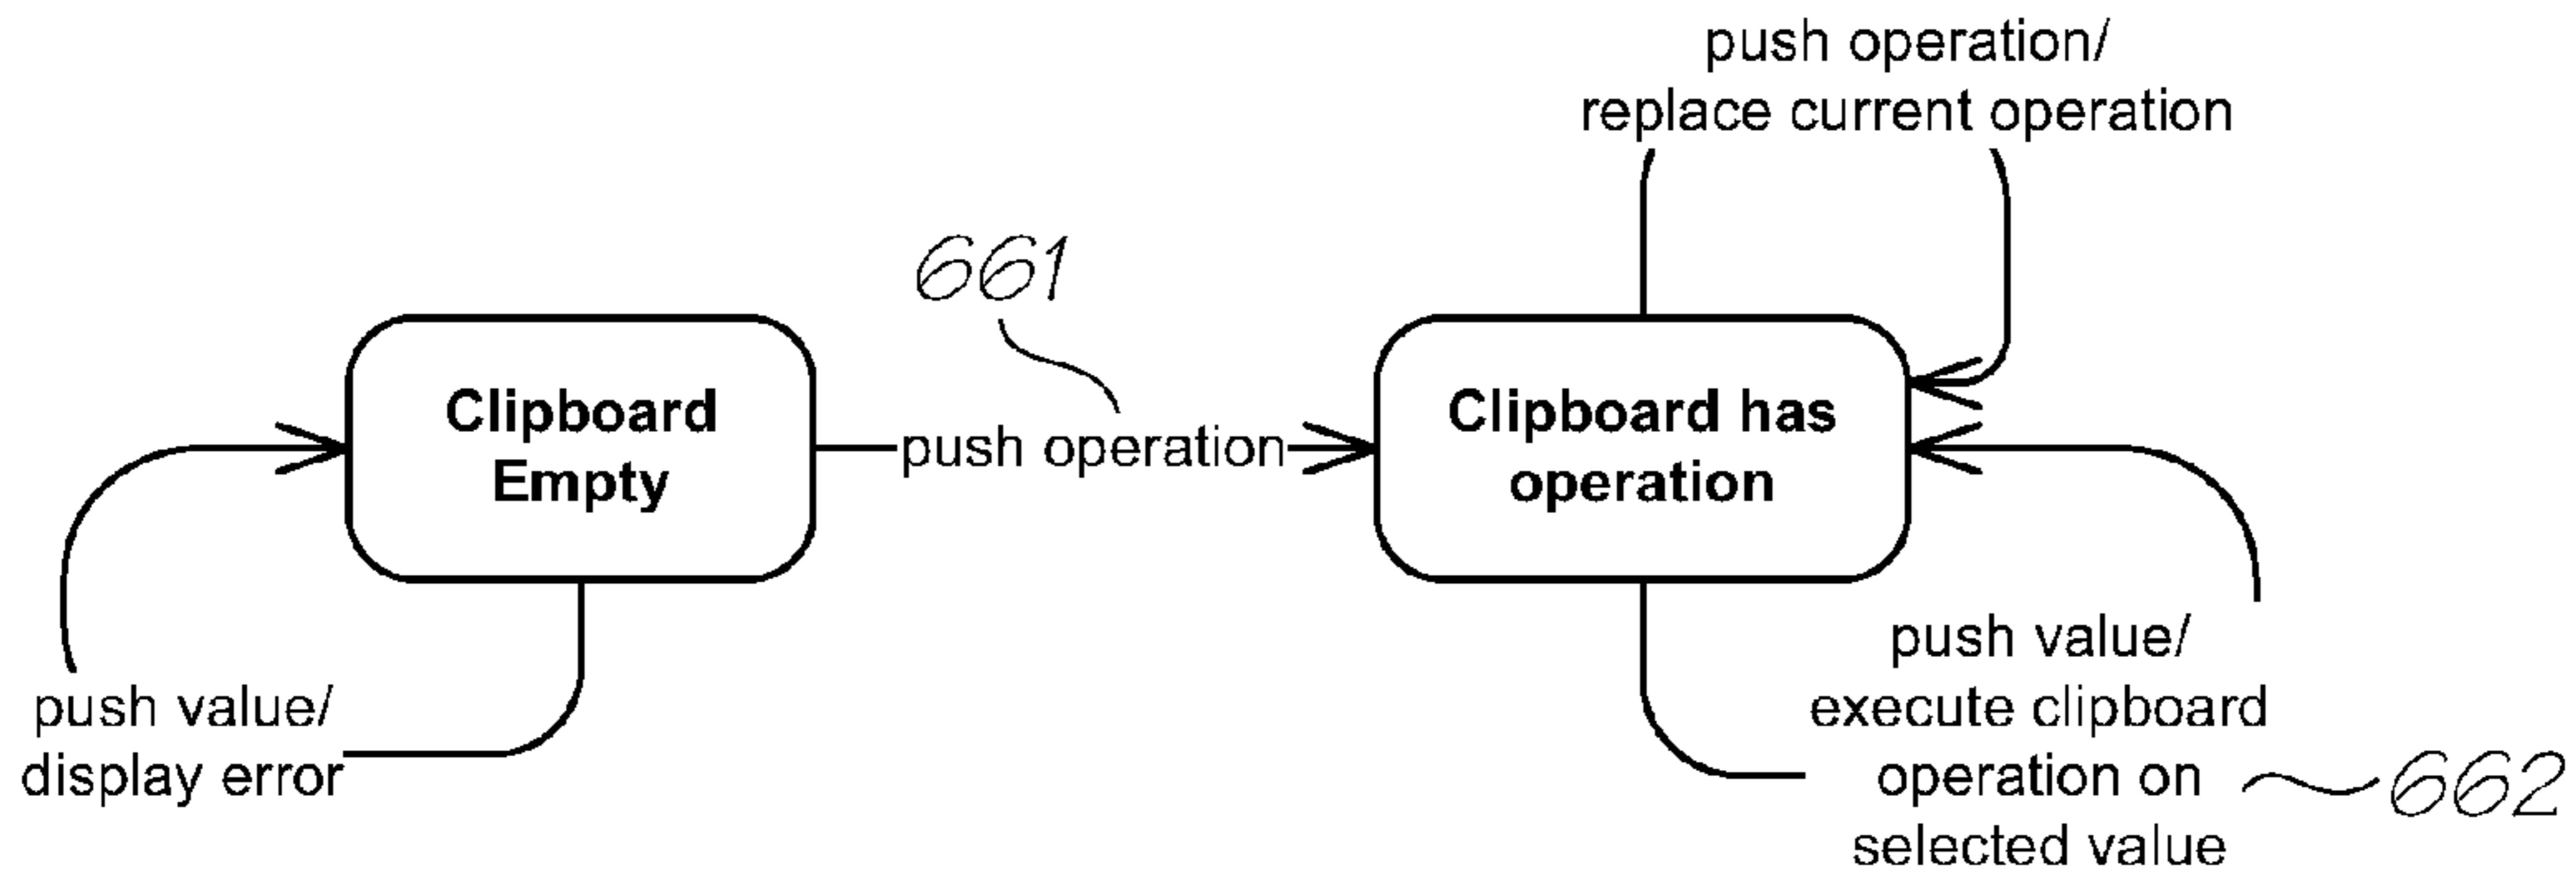 push operation/
replace current operation
661
Clipboard
Empty
push operation
Clipboard has
operation
push value/
display error
push value/
execute clipboard
operation on
selected value
662